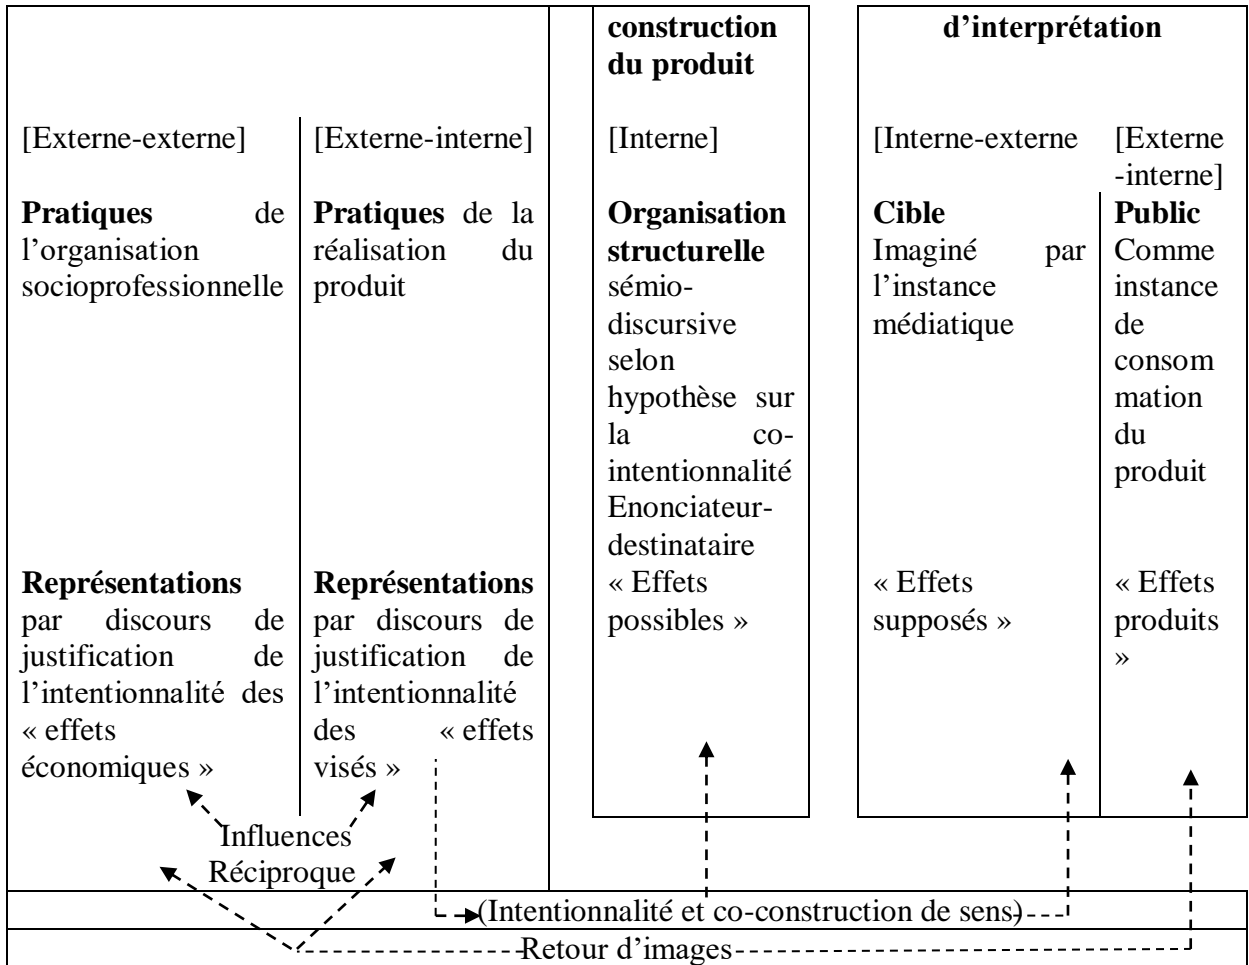 construction
du produit
d’interprétation
[Externe-externe]
[Externe-interne]
[Interne]
[Interne-externe
[Externe
-interne]
Pratiques de
l’organisation
socioprofessionnelle
Pratiques de la
réalisation du
produit
Organisation
structurelle
sémio-
discursive
selon
hypothèse sur
la co-
intentionnalité
Enonciateur-
destinataire
« Effets
possibles »
Cible
Imaginé par
l’instance
médiatique
« Effets
supposés »
Public
Comme
instance
de
consom
mation
du
produit
« Effets
produits
»
Représentations
par discours de
justification de
l’intentionnalité des
« effets
économiques »
Représentations
par discours de
justification de
l’intentionnalité
des « effets
visés »
Influences
Réciproque
(Intentionnalité et co-construction de sens)
Retour d’images